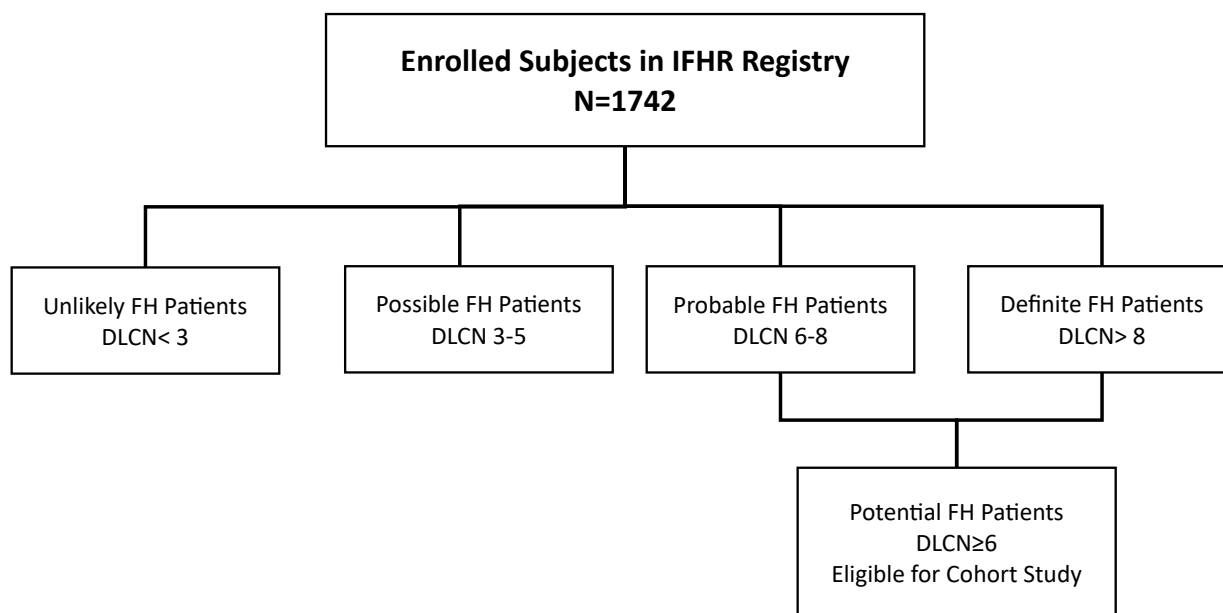 Enrolled Subjects in IFHR Registry
N=1742
Unlikely FH Patients
DLCN< 3
Possible FH Patients
DLCN 3-5
Probable FH Patients
DLCN 6-8
Definite FH Patients
DLCN> 8
Potential FH Patients
DLCN≥6
Eligible for Cohort Study